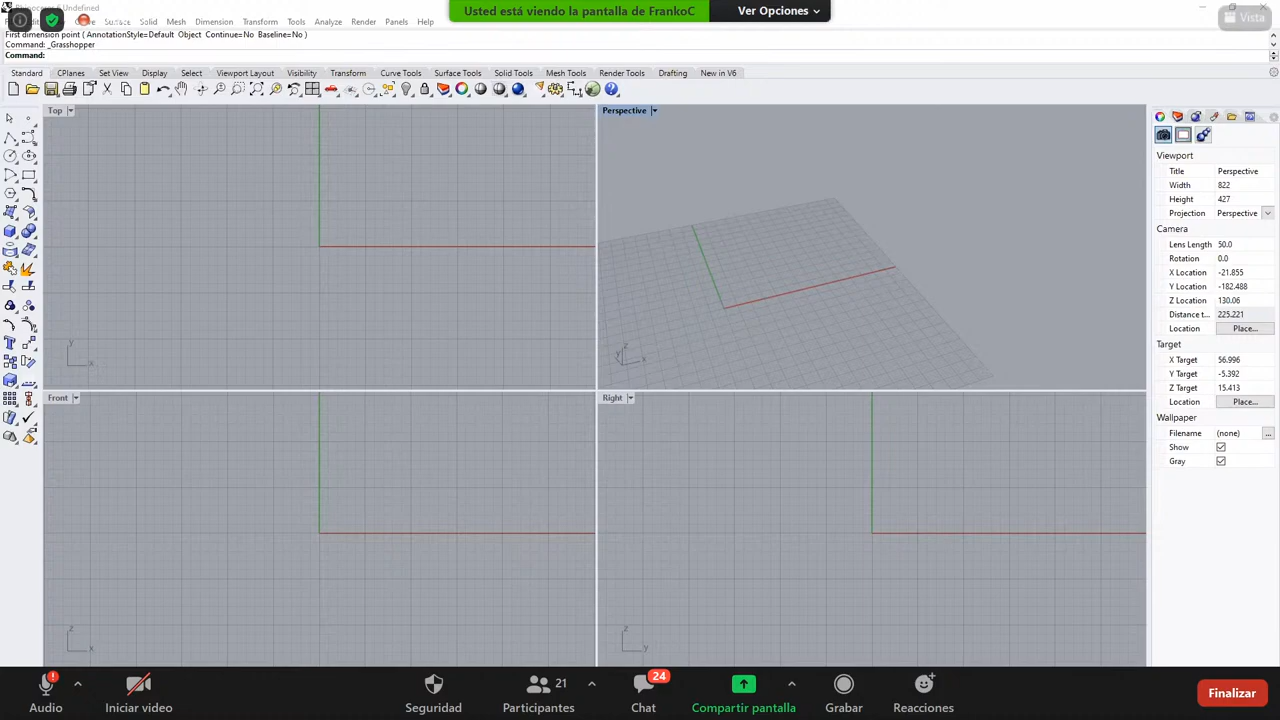 Usted está viendo la pantalla de FrankoC
Ver Opciones
Vista
Surface Solid Mesh Dimension Transform Tools Analyze Render Panels Help
First dimension point ( AnnotationStyle=Default Object Continue=No Baseline=No )
Command: _Grasshopper
Command:
Standard CPlanes Set View Display Select Viewport Layout Visibility Transform Curve Tools Surface Tools Solid Tools Mesh Tools Render Tools Drafting New in V6
Top
y
x
Perspective
z
y
x
Front
z
x
Right
z
y
Viewport
Title Perspective
Width 822
Height 427
Projection Perspective
Camera
Lens Length 50.0
Rotation 0.0
X Location -21.855
Y Location -182.488
Z Location 130.06
Distance t... 225.221
Location Place...
Target
X Target 56.996
Y Target -5.392
Z Target 15.413
Location Place...
Wallpaper
Filename (none) ...
Show
Gray
Audio
Iniciar video
Seguridad
21
Participantes
24
Chat
Compartir pantalla
Grabar
Reacciones
Finalizar